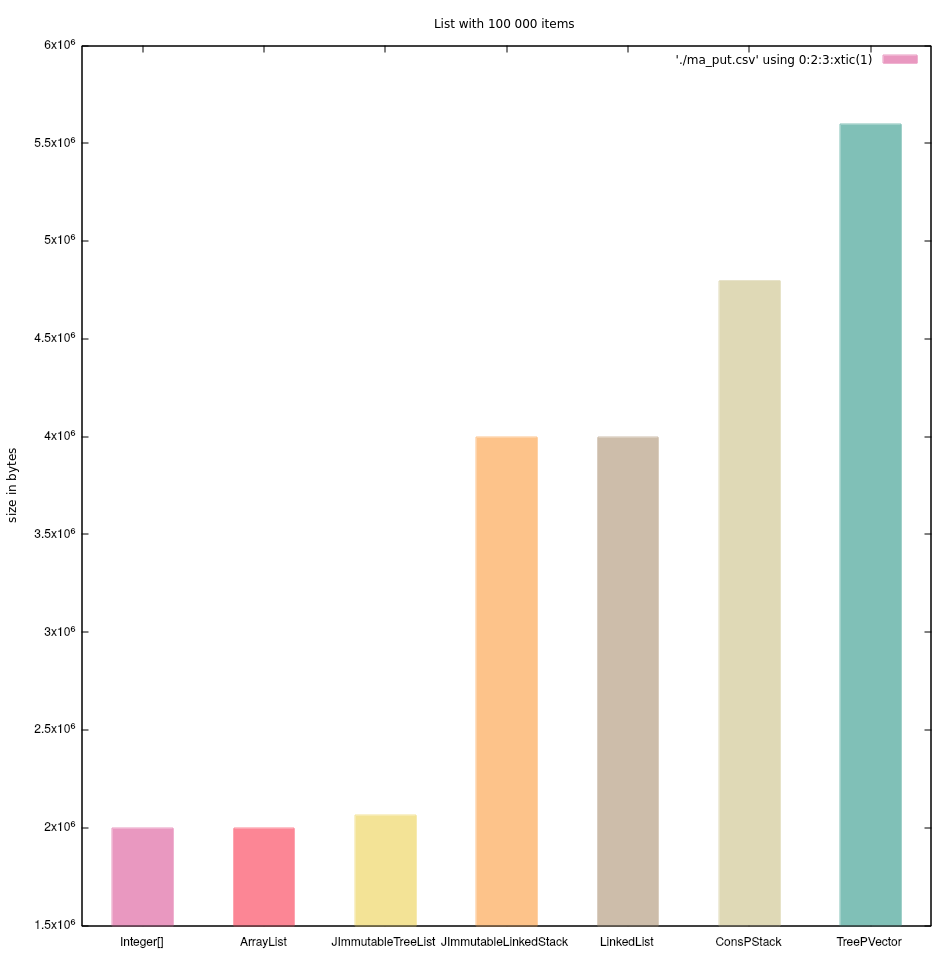 List with 100 000 items
'./ma_put.csv' using 0:2:3:xtic(1)
size in bytes
6x10⁶
5.5x10⁶
5x10⁶
4.5x10⁶
4x10⁶
3.5x10⁶
3x10⁶
2.5x10⁶
2x10⁶
1.5x10⁶
Integer[] ArrayList JImmutableTreeList JImmutableLinkedStack LinkedList ConsPStack TreePVector